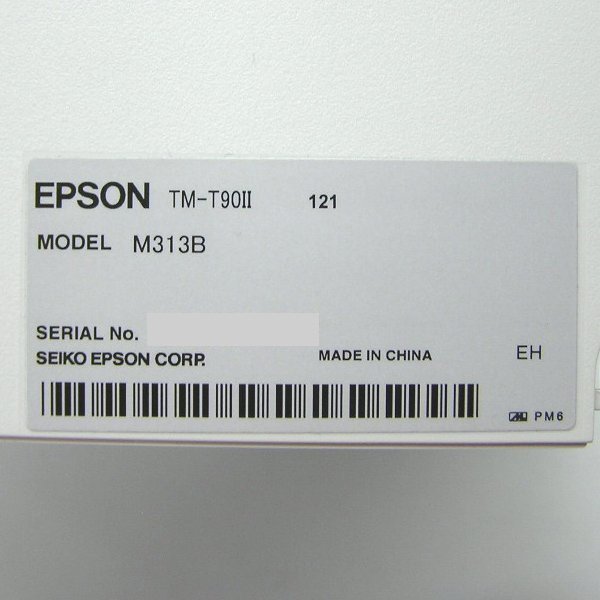 EPSON TM-T90II 121
MODEL M313B
SERIAL No.
SEIKO EPSON CORP. MADE IN CHINA EH
PM6